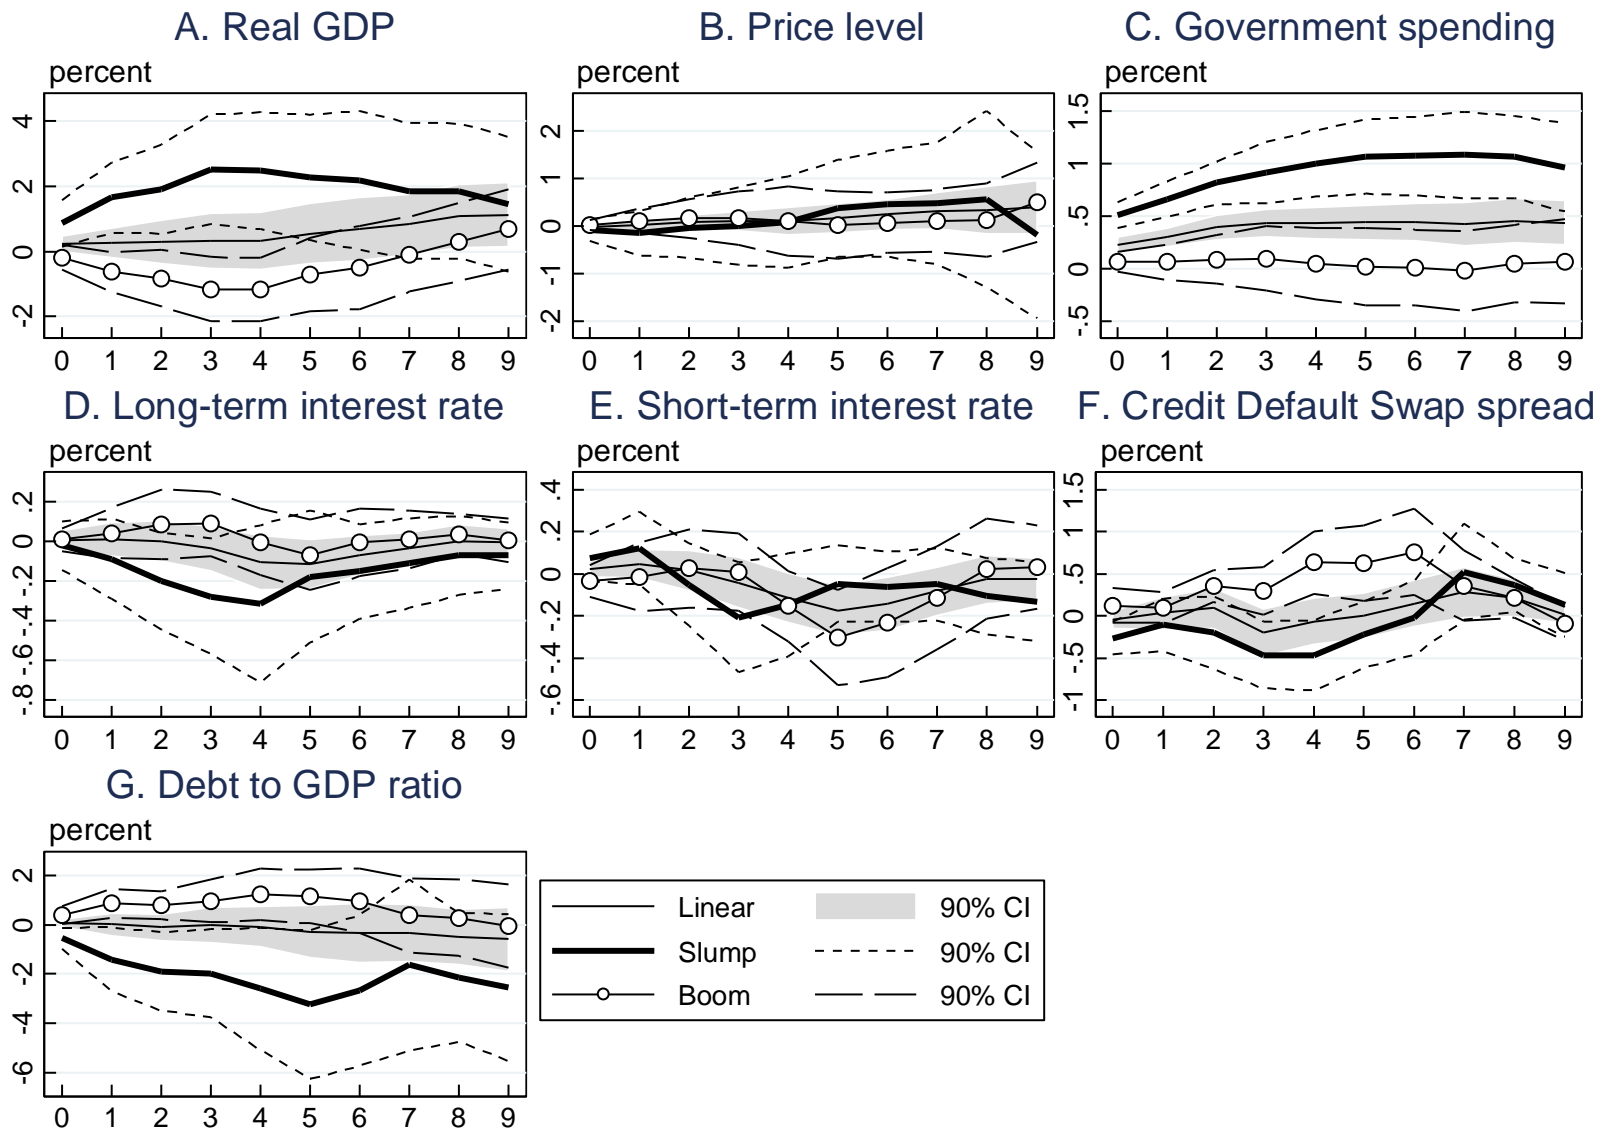 A. Real GDP
percent
4
2
0
-2
0 1 2 3 4 5 6 7 8 9
B. Price level
2
1
0
-1
-2
0 1 2 3 4 5 6 7 8 9
C. Government spending
percent
1.5
1
.5
0
-.5
0 1 2 3 4 5 6 7 8 9
D. Long-term interest rate
percent
.2
0
-.2
-.4
-.6
-.8
0 1 2 3 4 5 6 7 8 9
E. Short-term interest rate
percent
.4
.2
0
-.2
-.4
-.6
0 1 2 3 4 5 6 7 8 9
F. Credit Default Swap spread
percent
1.5
1
.5
0
-.5
-1
0 1 2 3 4 5 6 7 8 9
G. Debt to GDP ratio
percent
2
0
-2
-4
-6
0 1 2 3 4 5 6 7 8 9
Linear 90% CI
Slump 90% CI
Boom 90% CI